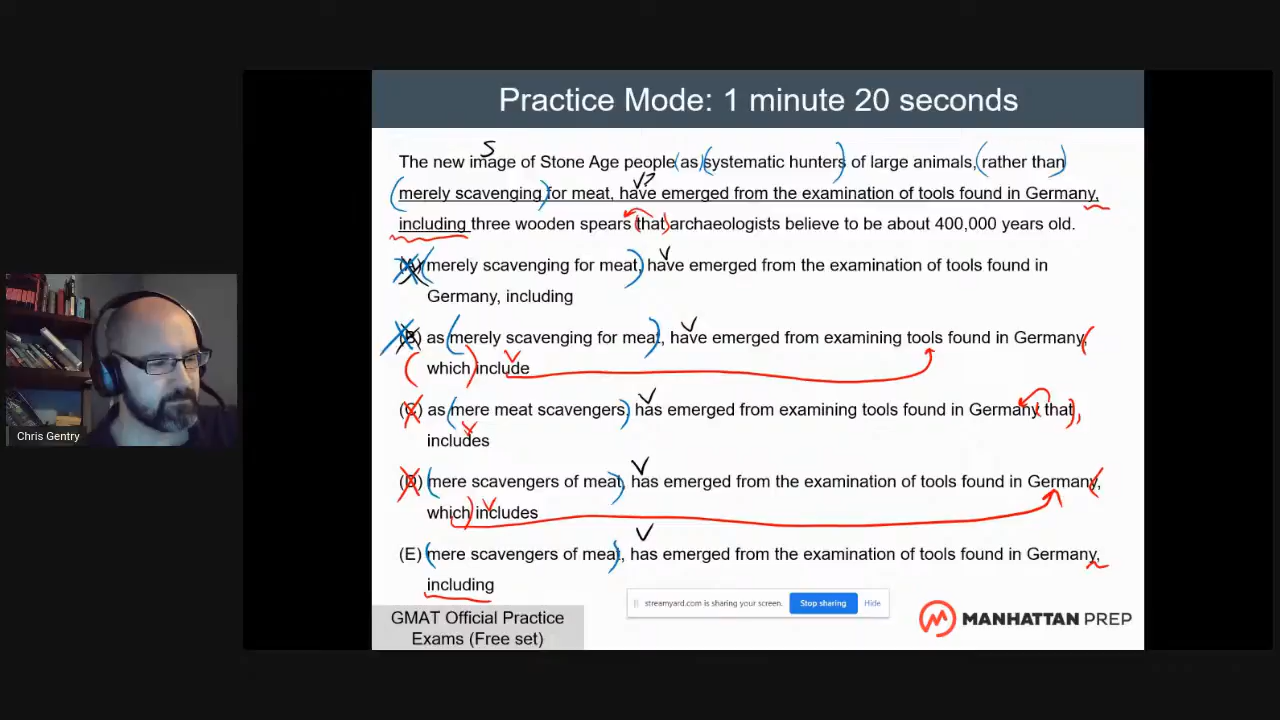 Practice Mode: 1 minute 20 seconds
S
The new image of Stone Age people as systematic hunters of large animals, rather than
V?
merely scavenging for meat, have emerged from the examination of tools found in Germany,
including three wooden spears that archaeologists believe to be about 400,000 years old.
V
(A) merely scavenging for meat, have emerged from the examination of tools found in
Germany, including
V
(B) as merely scavenging for meat, have emerged from examining tools found in Germany,
V
which include
V
(C) as mere meat scavengers, has emerged from examining tools found in Germany that,
V
includes
V
(D) mere scavengers of meat, has emerged from the examination of tools found in Germany,
V
which includes
V
(E) mere scavengers of meat, has emerged from the examination of tools found in Germany,
including
Chris Gentry
streamyard.com is sharing your screen. Stop sharing Hide
GMAT Official Practice
Exams (Free set)
MANHATTAN PREP